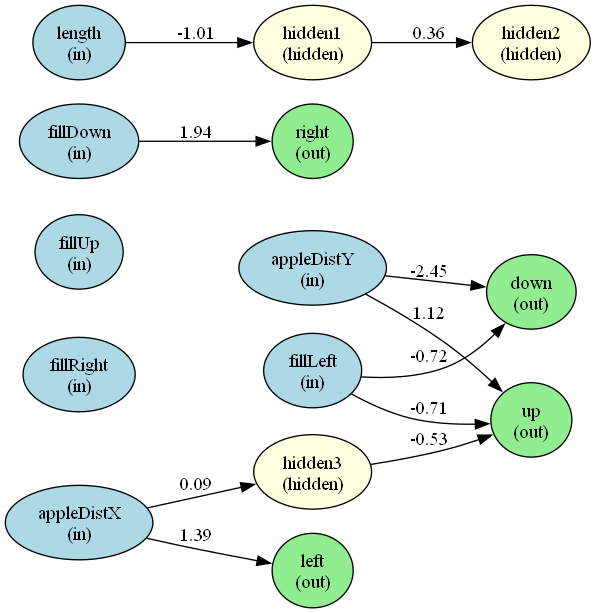 length
(in)
-1.01
hidden1
(hidden)
0.36
hidden2
(hidden)
fillDown
(in)
1.94
right
(out)
fillUp
(in)
appleDistY
(in)
-2.45
down
(out)
1.12
fillRight
(in)
fillLeft
(in)
-0.72
-0.71
up
(out)
-0.53
hidden3
(hidden)
0.09
appleDistX
(in)
1.39
left
(out)